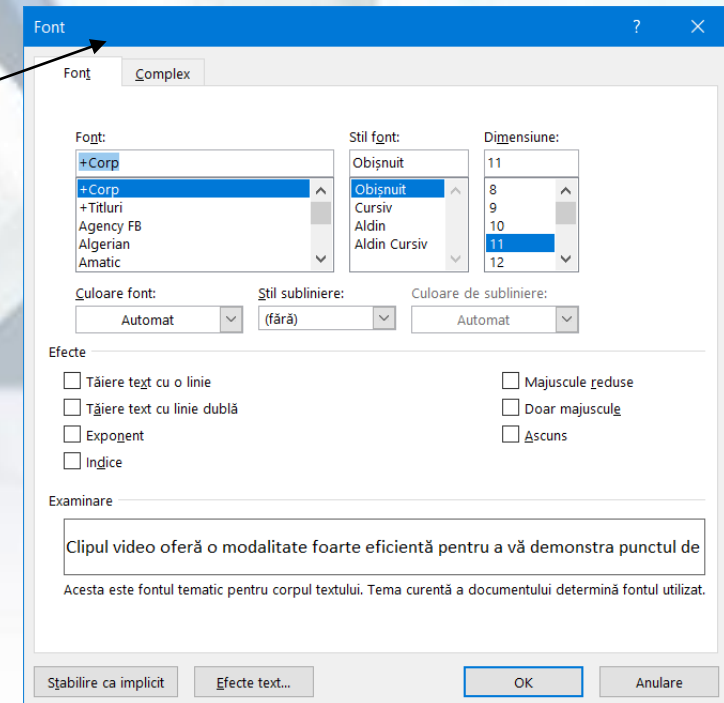 Font ? ×
Font Complex
Font: Stil font: Dimensiune:
+Corp Obișnuit 11
+Corp Obișnuit 8
+Titluri Cursiv 9
Agency FB Aldin 10
Algerian Aldin Cursiv 11
Amatic 12
Culoare font: Stil subliniere: Culoare de subliniere:
Automat (fără) Automat
Efecte
Tăiere text cu o linie Majuscule reduse
Tăiere text cu linie dublă Doar majuscule
Exponent Ascuns
Indice
Examinare
Clipul video oferă o modalitate foarte eficientă pentru a vă demonstra punctul de
Acesta este fontul tematic pentru corpul textului. Tema curentă a documentului determină fontul utilizat.
Stabilire ca implicit Efecte text... OK Anulare